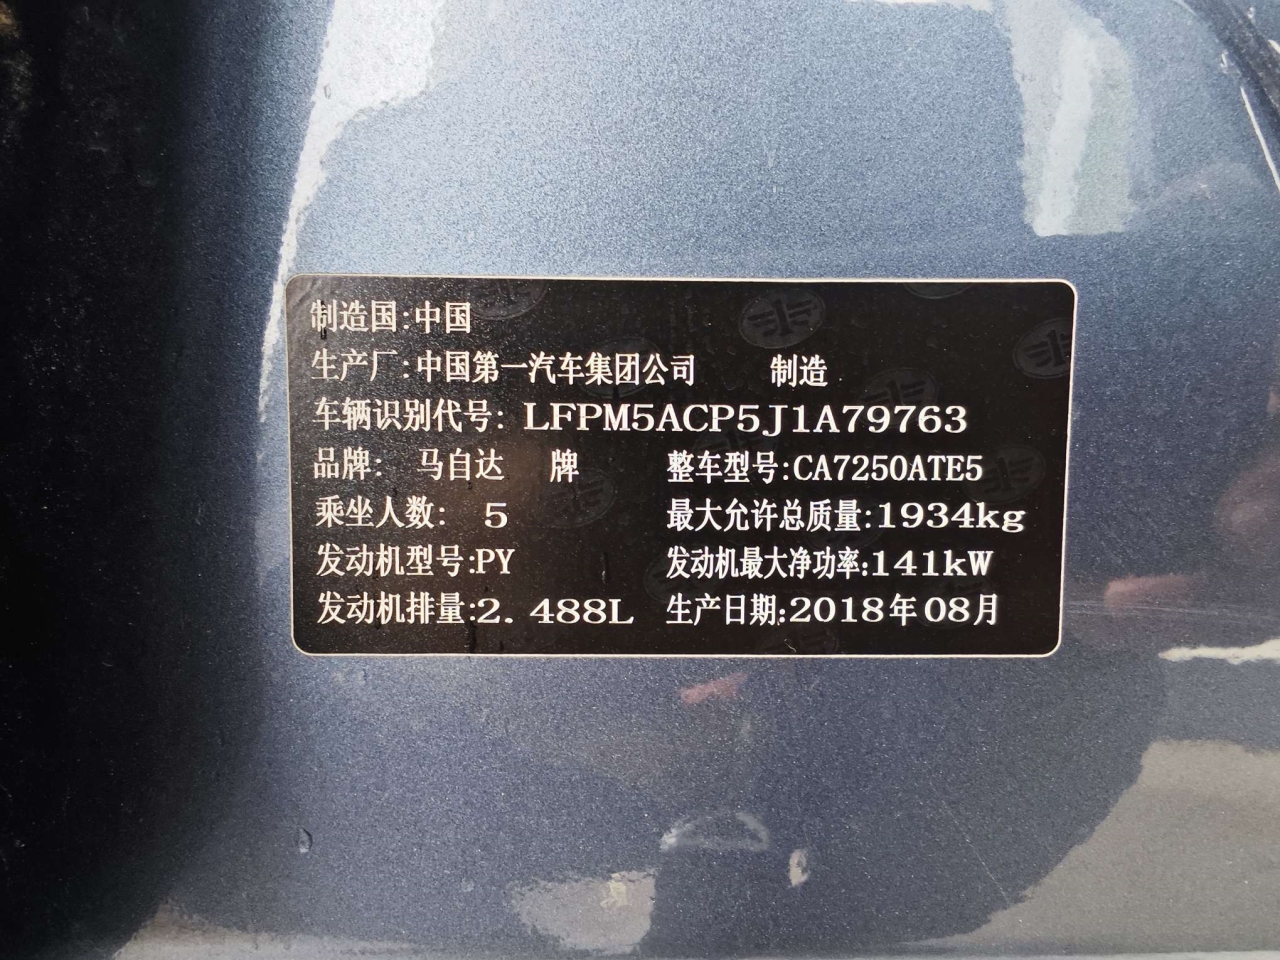 制造国:中国
生产厂:中国第一汽车集团公司 制造
车辆识别代号: LFPM5ACP5J1A79763
品牌: 马自达 牌 整车型号:CA7250ATE5
乘坐人数: 5 最大允许总质量:1934kg
发动机型号:PY 发动机最大净功率:141kW
发动机排量:2.488L 生产日期:2018年08月